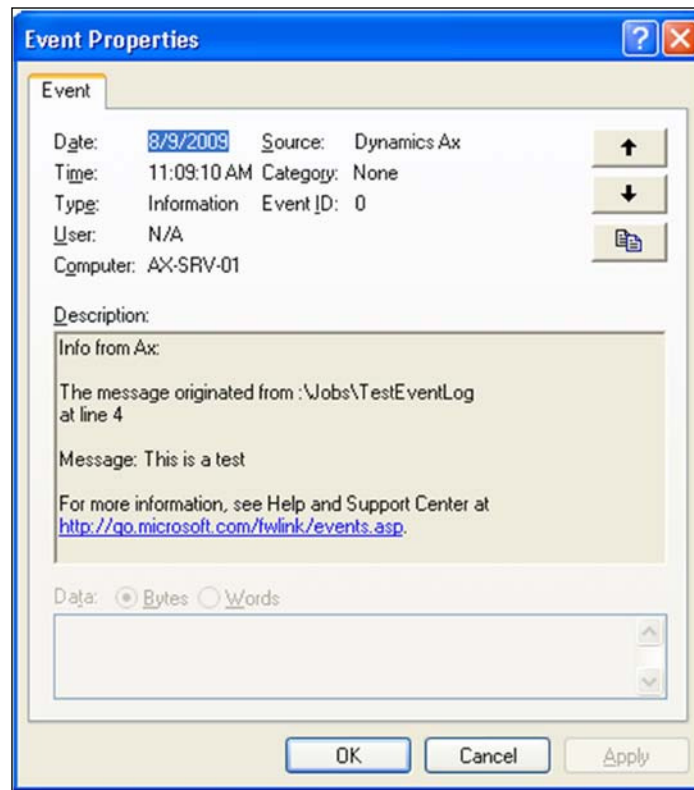 Event Properties
Event
Date: 8/9/2009 Source: Dynamics Ax
Time: 11:09:10 AM Category: None
Type: Information Event ID: 0
User: N/A
Computer: AX-SRV-01
Description:
Info from Ax:
The message originated from :\Jobs\TestEventLog
at line 4
Message: This is a test
For more information, see Help and Support Center at
http://go.microsoft.com/fwlink/events.asp.
Data: Bytes Words
OK Cancel Apply